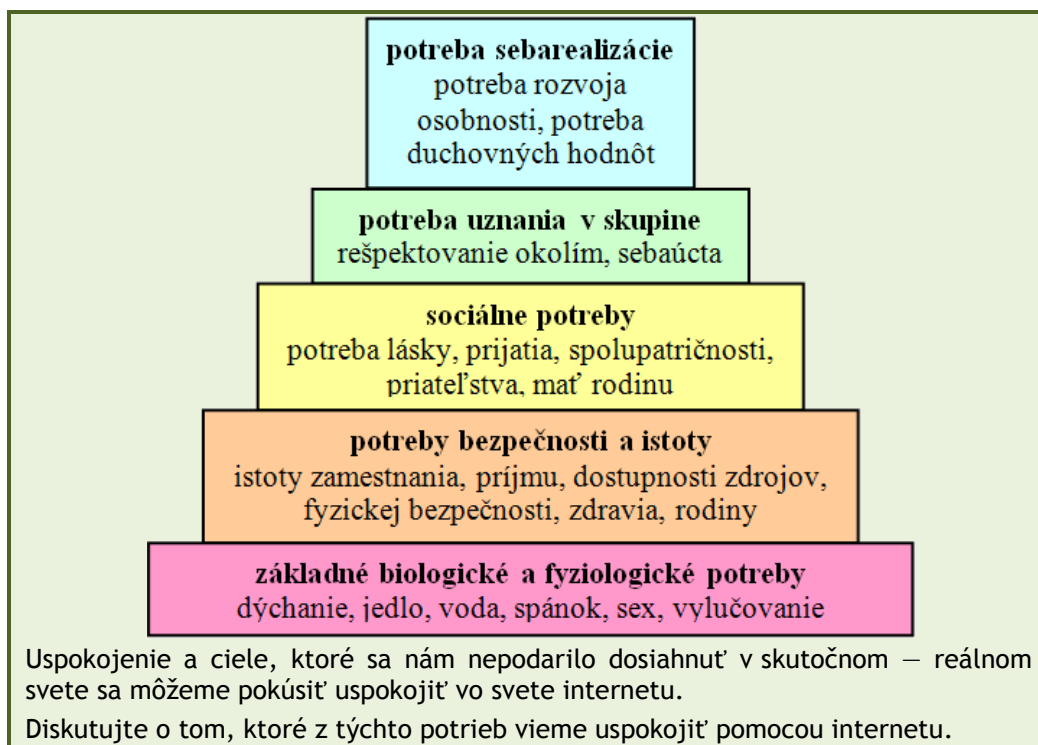 potreba sebarealizácie
potreba rozvoja
osobnosti, potreba
duchovných hodnôt
potreba uznania v skupine
rešpektovanie okolím, sebaúcta
sociálne potreby
potreba lásky, prijatia, spolupatričnosti,
priateľstva, mať rodinu
potreby bezpečnosti a istoty
istoty zamestnania, príjmu, dostupnosti zdrojov,
fyzickej bezpečnosti, zdravia, rodiny
základné biologické a fyziologické potreby
dýchanie, jedlo, voda, spánok, sex, vylučovanie
Uspokojenie a ciele, ktoré sa nám nepodarilo dosiahnuť v skutočnom — reálnom
svete sa môžeme pokúsiť uspokojiť vo svete internetu.
Diskutujte o tom, ktoré z týchto potrieb vieme uspokojiť pomocou internetu.